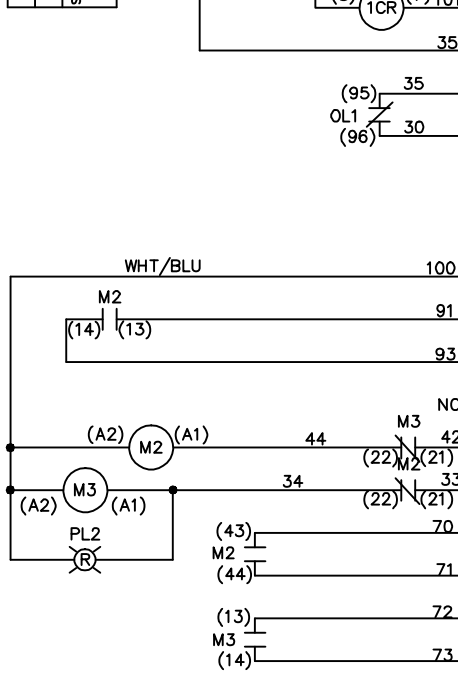 1CR
35
(95) 35
OL1
(96) 30
WHT/BLU 100
M2
91
(14) (13)
93
NO
M3
(A2) M2 (A1) 44 42
(22) (21)
M2
M3 34 33
(A2) (A1) (22) (21)
PL2
R
(43) 70
M2
(44) 71
(13) 72
M3
(14) 73